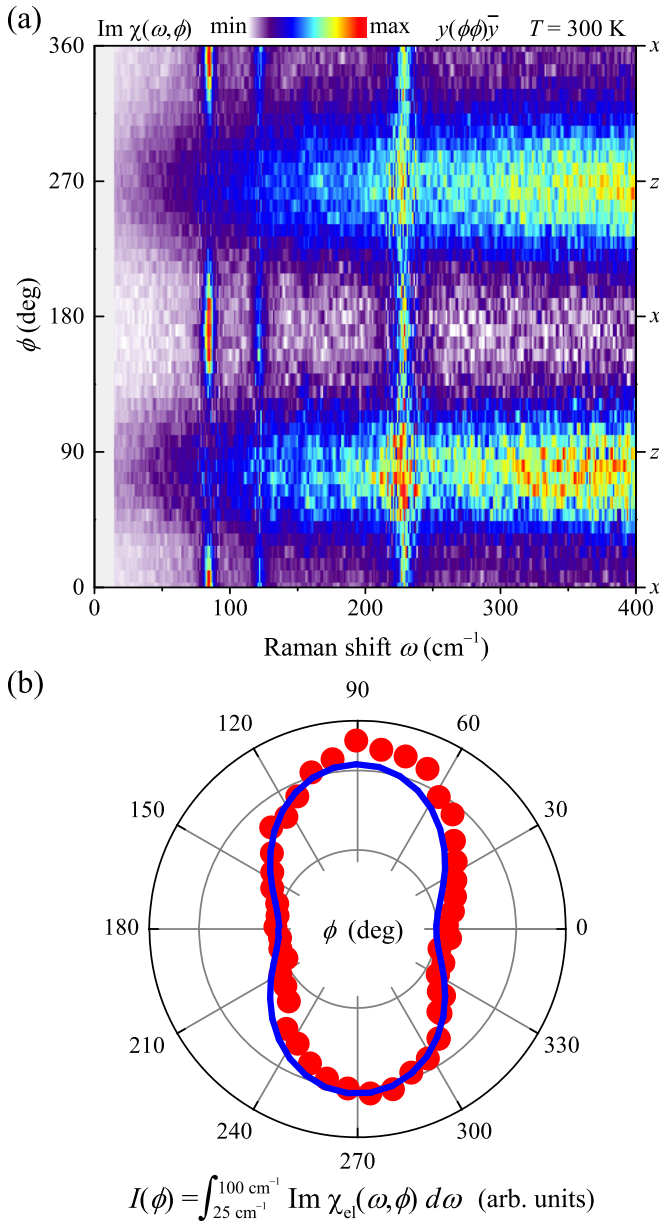 (a)
Im χ(ω,ϕ) min max y(ϕϕ)ȳ T = 300 K
360 x
270 z
180 x
90 z
0 x
0 100 200 300 400
ϕ (deg)
Raman shift ω (cm⁻¹)
(b)
90
120 60
150 30
180 ϕ (deg) 0
210 330
240 300
270
I(ϕ) = ∫₂₅ cm⁻¹¹⁰⁰ cm⁻¹ Im χₑₗ(ω,ϕ) dω (arb. units)